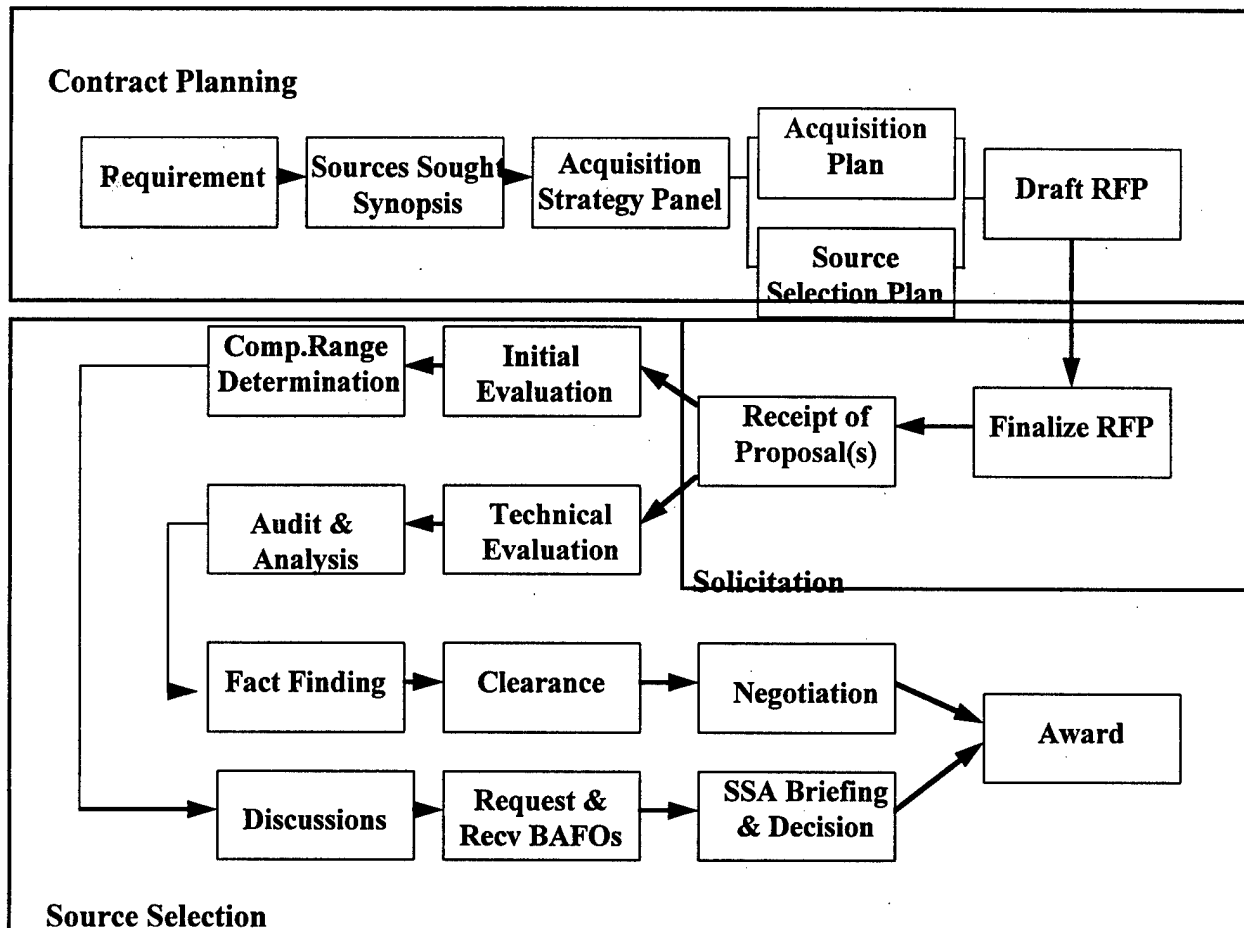 Contract Planning
Requirement
Sources Sought
Synopsis
Acquisition
Strategy Panel
Acquisition
Plan
Source
Selection Plan
Draft RFP
Comp.Range
Determination
Initial
Evaluation
Receipt of
Proposal(s)
Finalize RFP
Audit &
Analysis
Technical
Evaluation
Solicitation
Fact Finding
Clearance
Negotiation
Award
Discussions
Request &
Recv BAFOs
SSA Briefing
& Decision
Source Selection